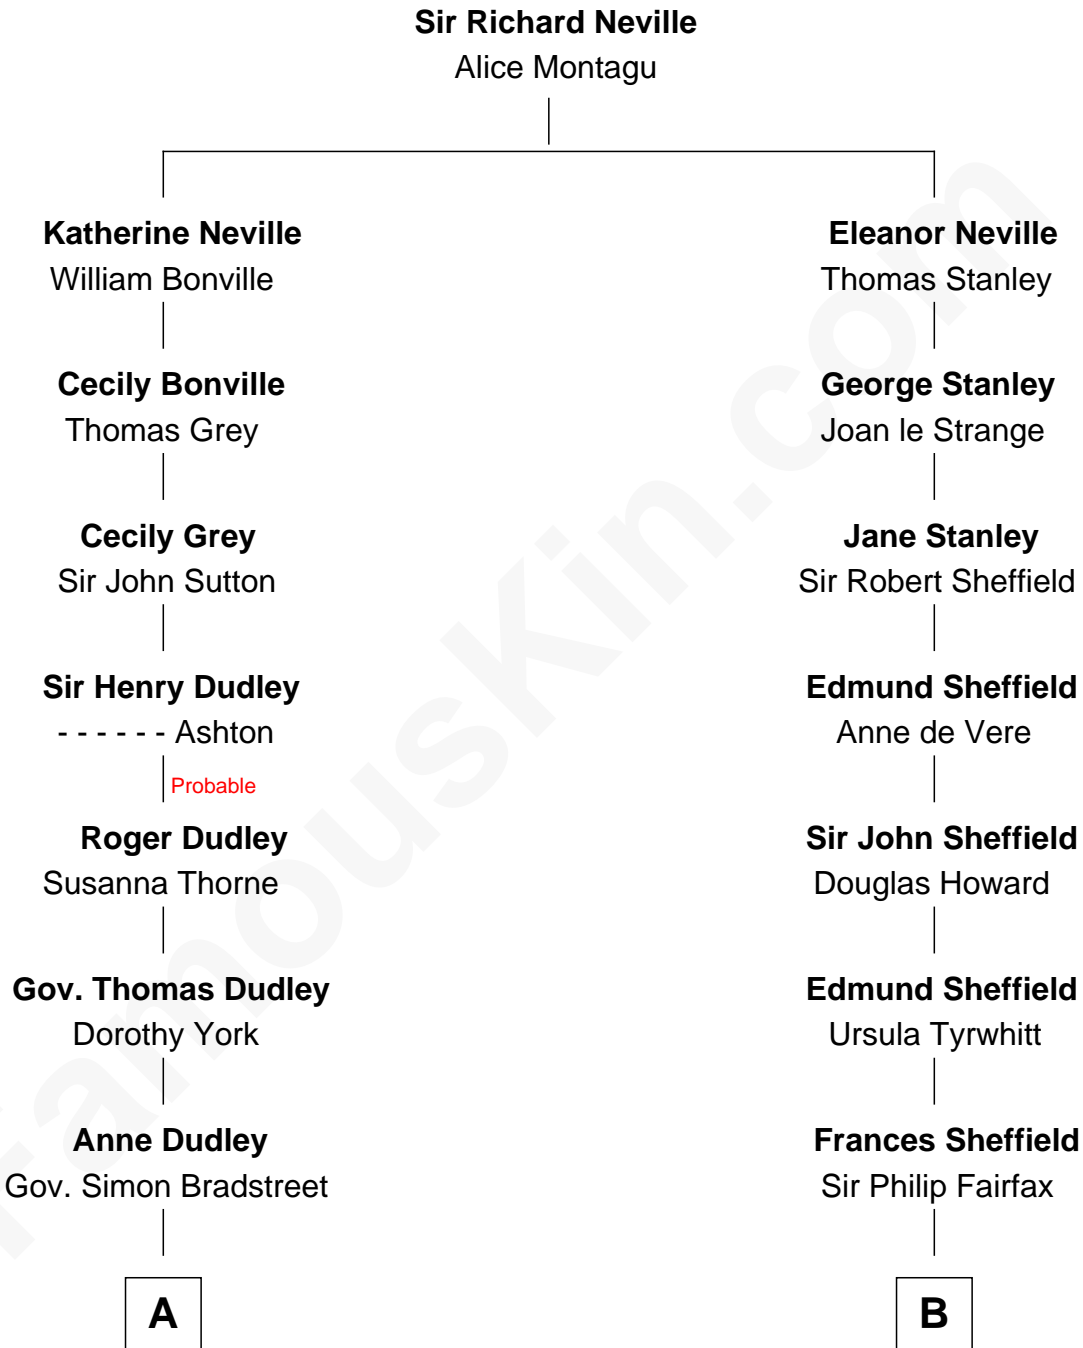 Sir Richard Neville
Alice Montagu
Katherine Neville
William Bonville
Eleanor Neville
Thomas Stanley
Cecily Bonville
Thomas Grey
George Stanley
Joan le Strange
Cecily Grey
Sir John Sutton
Jane Stanley
Sir Robert Sheffield
Sir Henry Dudley
- - - - - - Ashton
Edmund Sheffield
Anne de Vere
Probable
Roger Dudley
Susanna Thorne
Sir John Sheffield
Douglas Howard
Gov. Thomas Dudley
Dorothy York
Edmund Sheffield
Ursula Tyrwhitt
Anne Dudley
Gov. Simon Bradstreet
Frances Sheffield
Sir Philip Fairfax
A
B
FamousKin.com